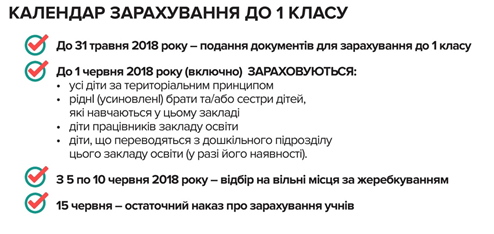 КАЛЕНДАР ЗАРАХУВАННЯ ДО 1 КЛАСУ
До 31 травня 2018 року – подання документів для зарахування до 1 класу
До 1 червня 2018 року (включно) ЗАРАХОВУЮТЬСЯ:
• усі діти за територіальним принципом
• рідні (усиновлені) брати та/або сестри дітей,
які навчаються у цьому закладі
• діти працівників закладу освіти
• діти, що переводяться з дошкільного підрозділу
цього закладу освіти (у разі його наявності).
З 5 по 10 червня 2018 року – відбір на вільні місця за жеребкуванням
15 червня – остаточний наказ про зарахування учнів